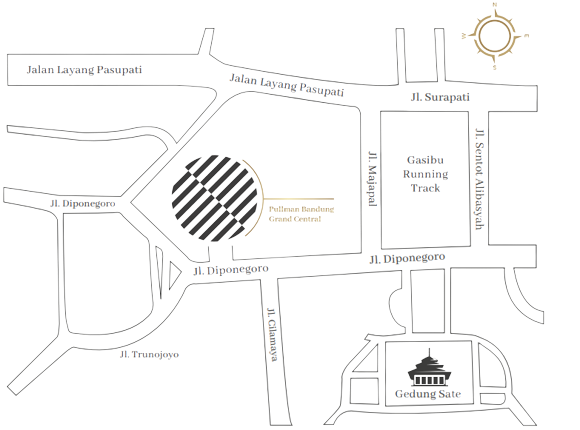 N
W
E
S
Jalan Layang Pasupati
Jalan Layang Pasupati
Jl. Surapati
Jl. Majapal
Gasibu
Running
Track
Jl. Sentot Alibasyah
Jl. Diponegoro
Pullman Bandung
Grand Central
Jl. Diponegoro
Jl. Diponegoro
Jl. Cilamaya
Jl. Trunojoyo
Gedung Sate